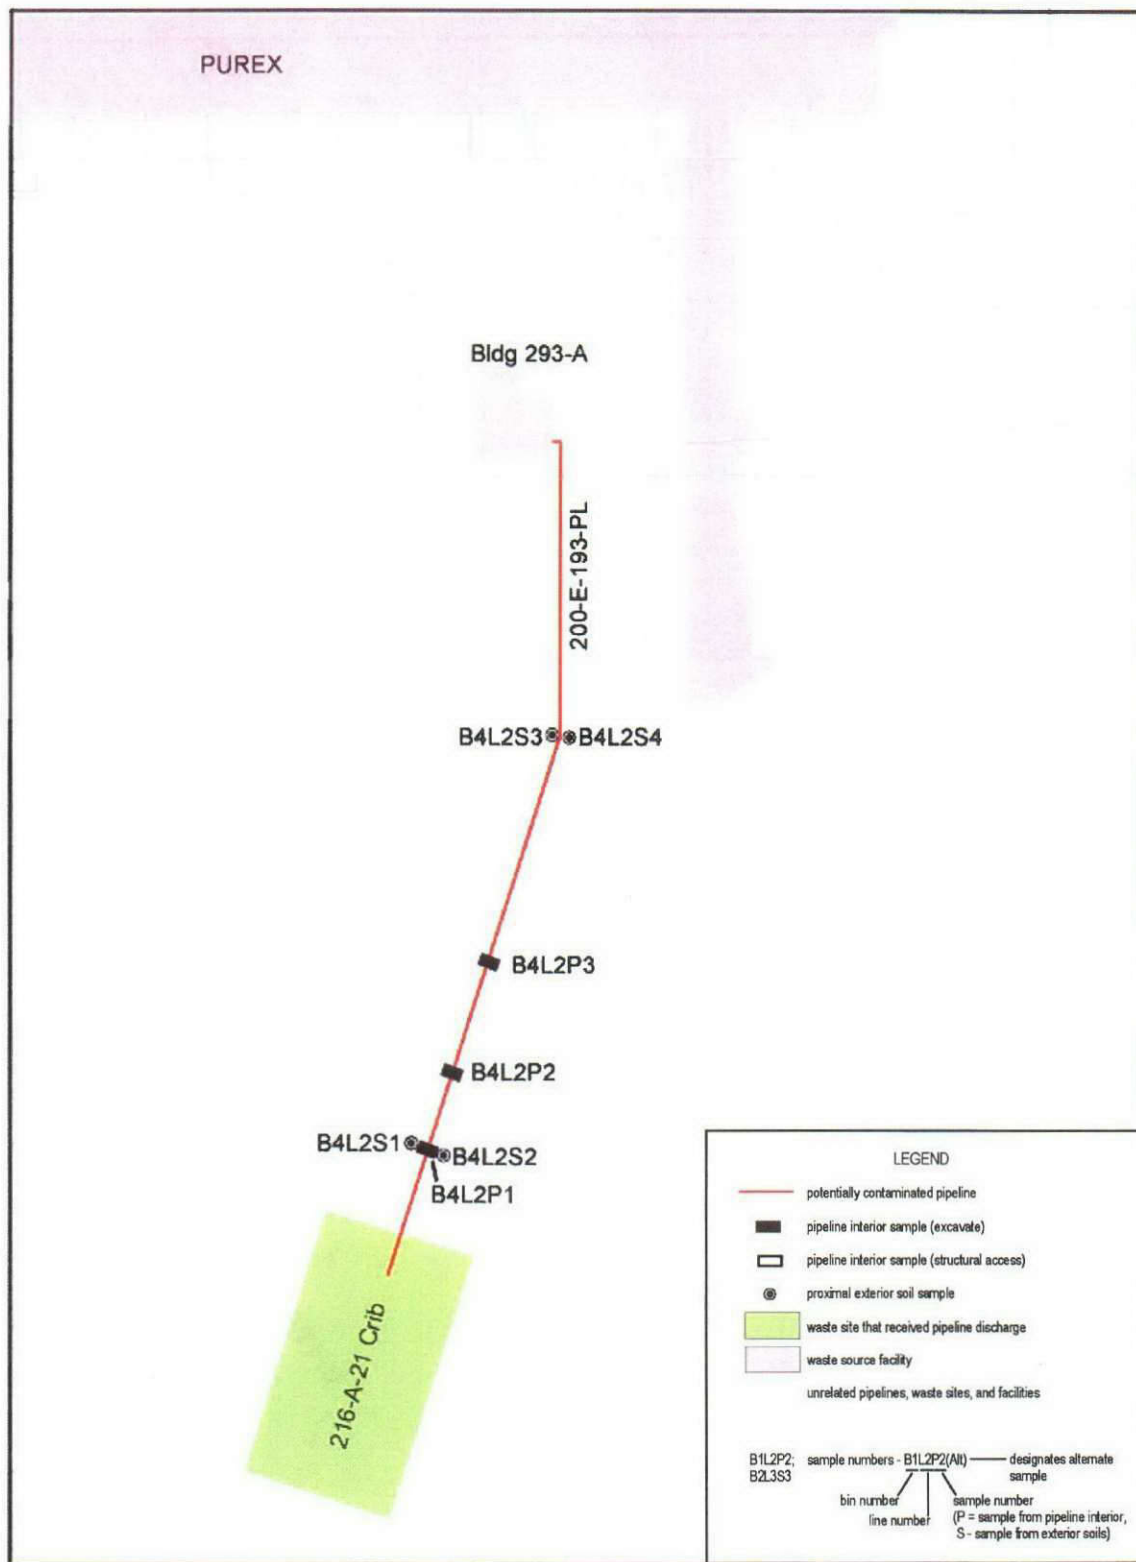 PUREX
Bldg 293-A
200-E-193-PL
B4L2S3
B4L2S4
B4L2P3
B4L2P2
B4L2S1
B4L2S2
B4L2P1
216-A-21 Crib
LEGEND
potentially contaminated pipeline
pipeline interior sample (excavate)
pipeline interior sample (structural access)
proximal exterior soil sample
waste site that received pipeline discharge
waste source facility
unrelated pipelines, waste sites, and facilities
B1L2P2; sample numbers - B1L2P2(Alt) designates alternate
B2L3S3 sample
bin number sample number
line number (P = sample from pipeline interior,
S - sample from exterior soils)